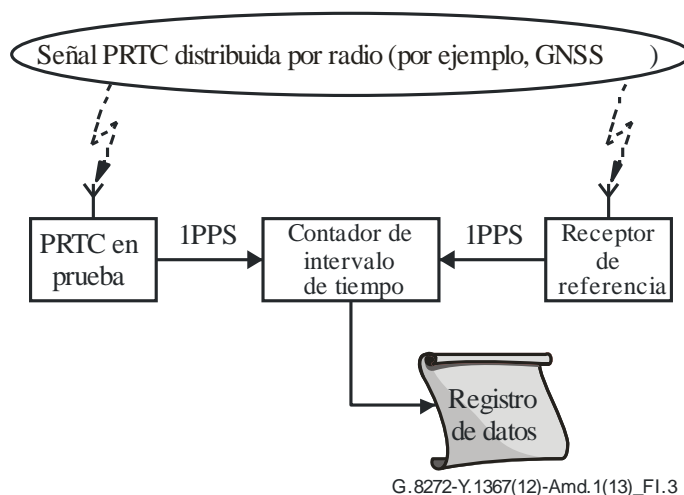 Señal PRTC distribuida por radio (por ejemplo, GNSS )
PRTC en
prueba
1PPS
Contador de
intervalo
de tiempo
1PPS
Receptor
de
referencia
Registro
de datos
G.8272-Y.1367(12)-Amd.1(13)_FI.3